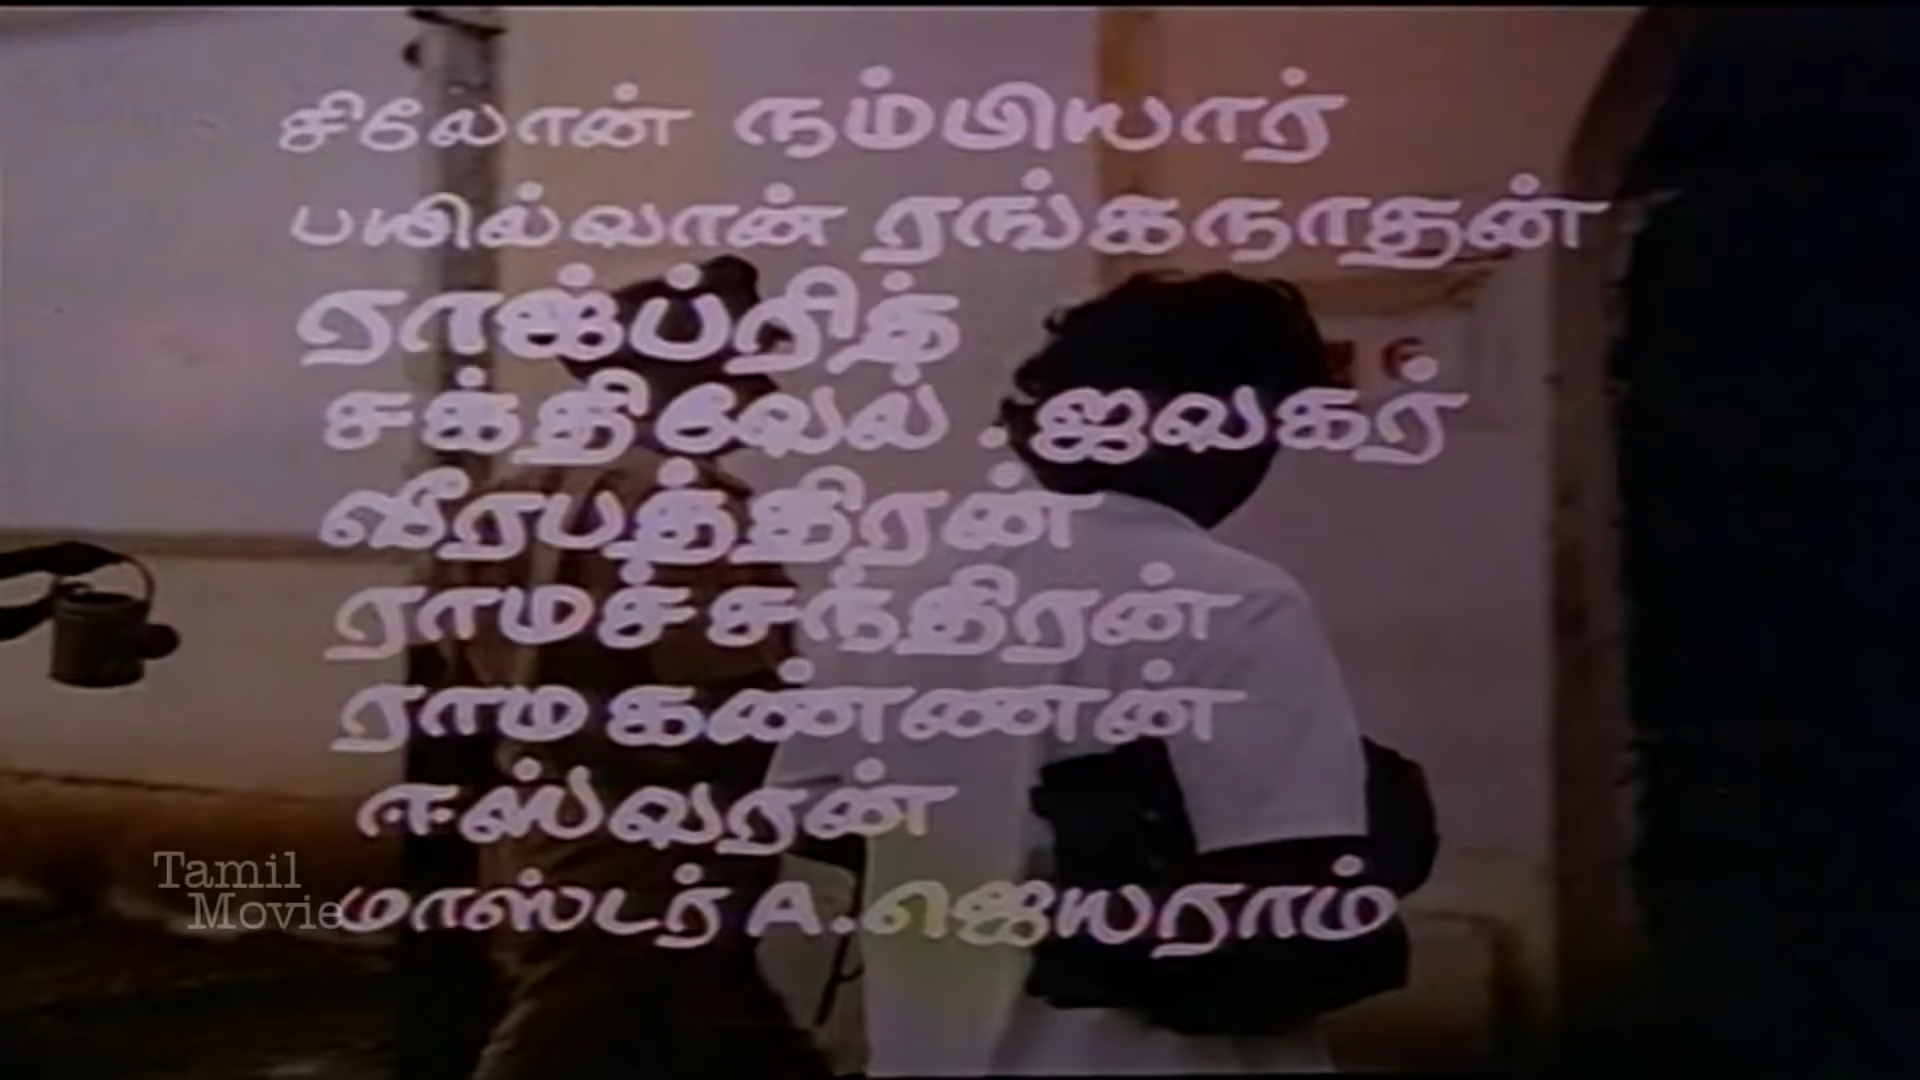 சிலோன் நம்பியார்
பயில்வான் ரங்கநாதன்
ராஜ்ப்ரித்
சக்திவேல் . ஜவகர்
வீரபத்திரன்
ராமச்சந்திரன்
ராமகண்ணன்
ஈஸ்வரன்
மாஸ்டர் A.ஜெயராம்
Tamil
Movie